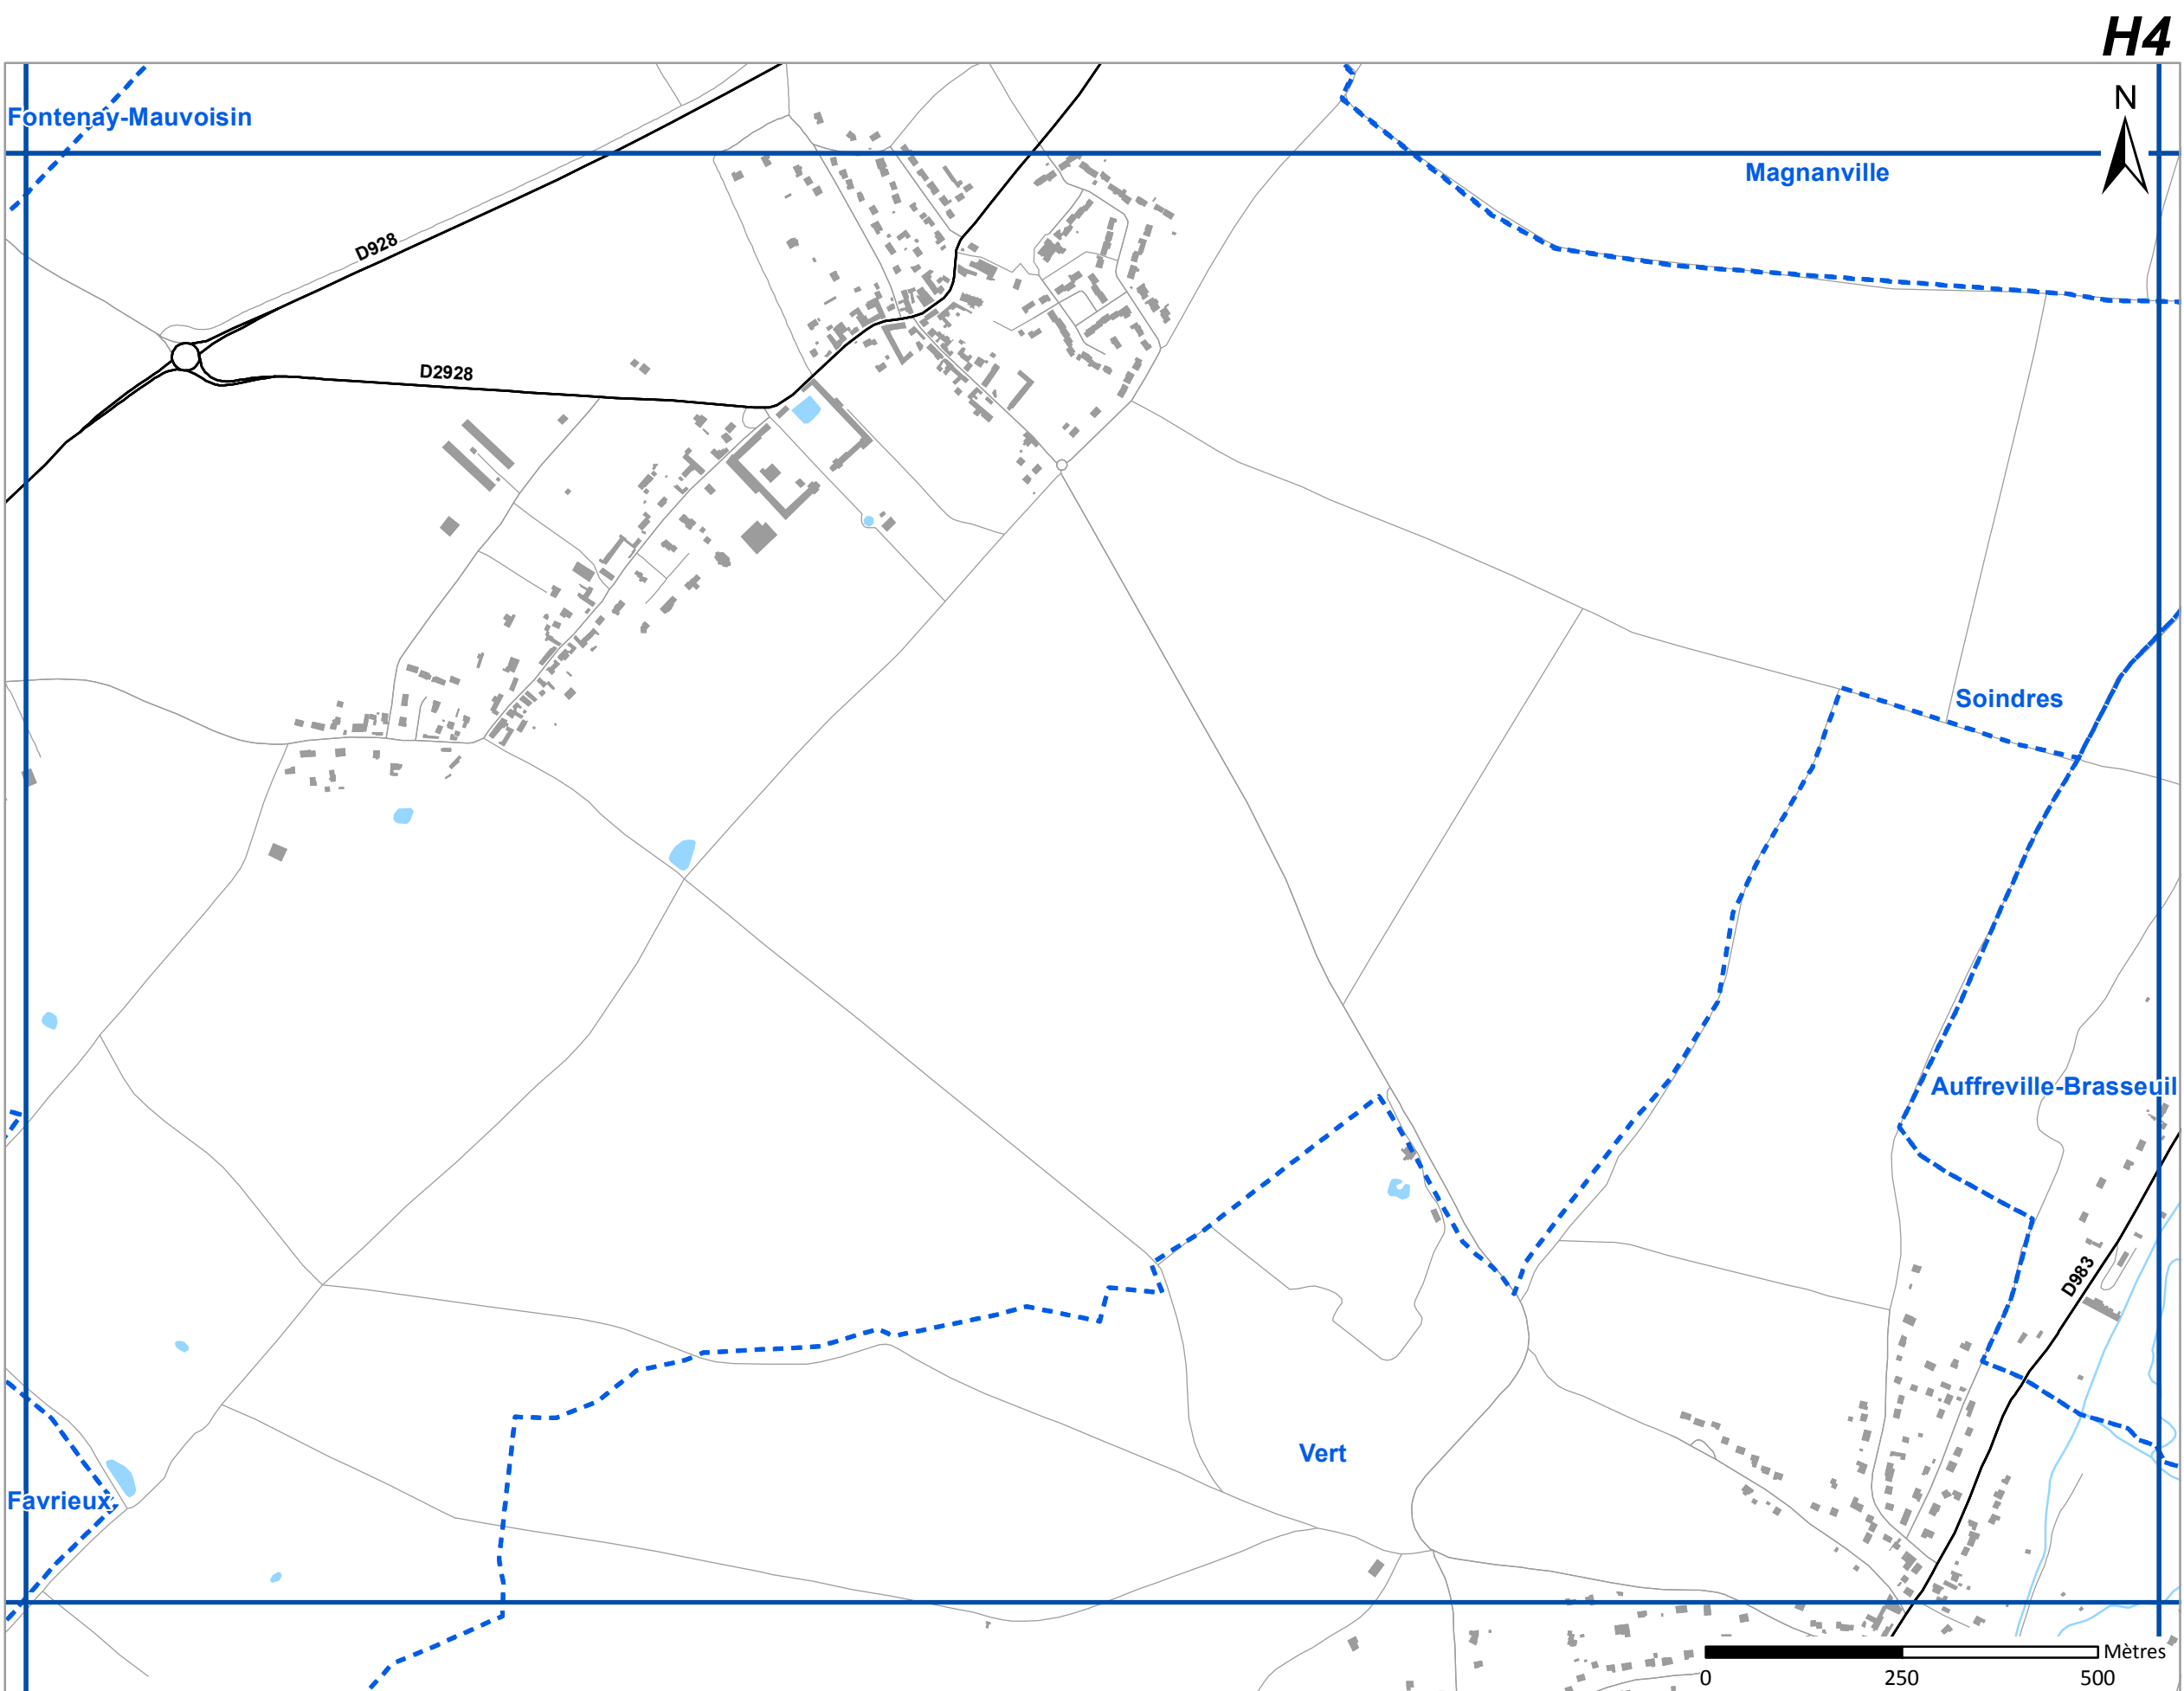 H4
N
Fontenay-Mauvoisin
Magnanville
D928
D2928
Soindres
Auffreville-Brasseuil
D983
Vert
Favrieux
Mètres
0 250 500